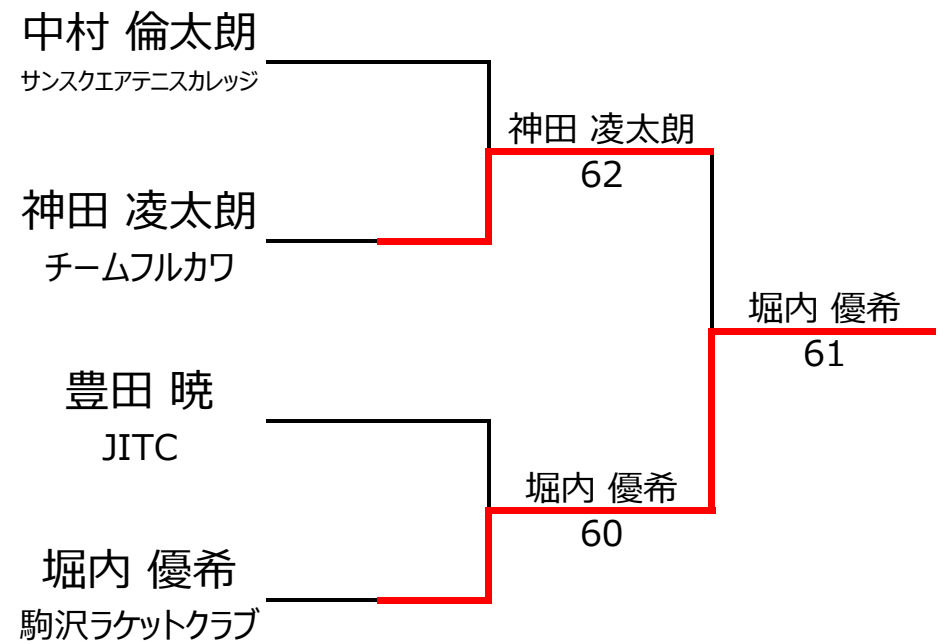 中村 倫太朗
サンスクエアテニスカレッジ
神田 凌太朗
62
神田 凌太朗
チームフルカワ
堀内 優希
61
豊田 暁
JITC
堀内 優希
60
堀内 優希
駒沢ラケットクラブ